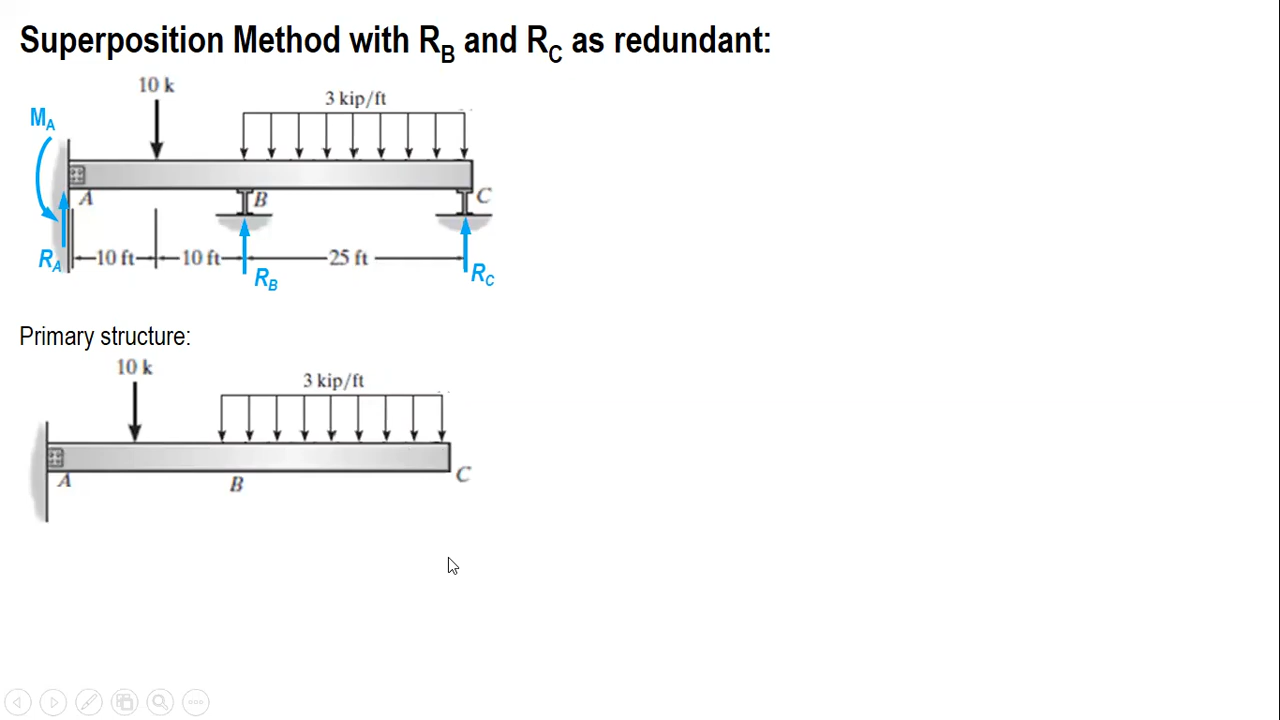 Superposition Method with RB and RC as redundant:
10 k
3 kip/ft
MA
A
B
C
RA
10 ft
10 ft
25 ft
RB
RC
Primary structure:
10 k
3 kip/ft
A
B
C